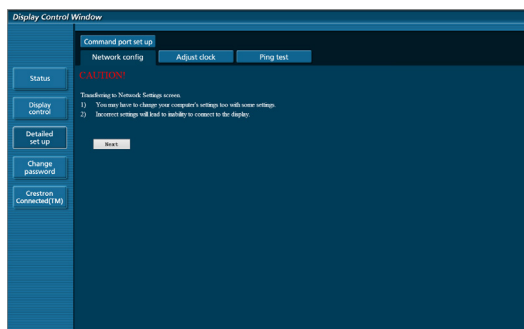 Display Control Window
Command port set up
Network config Adjust clock Ping test
Status
Display
control
Detailed
set up
Change
password
Crestron
Connected(TM)
CAUTION!
Transferring to Network Settings screen.
1) You may have to change your computer's settings too with some settings.
2) Incorrect settings will lead to inability to connect to the display.
Next